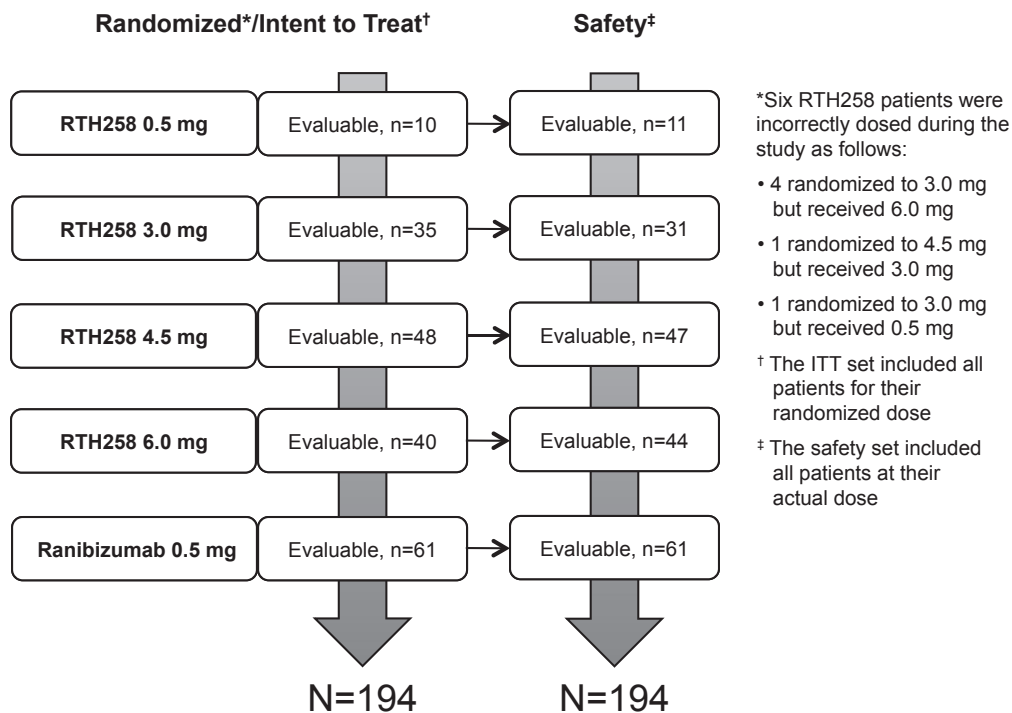 Randomized*/Intent to Treat†
Safety‡
RTH258 0.5 mg
Evaluable, n=10
Evaluable, n=11
RTH258 3.0 mg
Evaluable, n=35
Evaluable, n=31
RTH258 4.5 mg
Evaluable, n=48
Evaluable, n=47
RTH258 6.0 mg
Evaluable, n=40
Evaluable, n=44
Ranibizumab 0.5 mg
Evaluable, n=61
Evaluable, n=61
N=194
N=194
*Six RTH258 patients were
incorrectly dosed during the
study as follows:
• 4 randomized to 3.0 mg
but received 6.0 mg
• 1 randomized to 4.5 mg
but received 3.0 mg
• 1 randomized to 3.0 mg
but received 0.5 mg
† The ITT set included all
patients for their
randomized dose
‡ The safety set included
all patients at their
actual dose